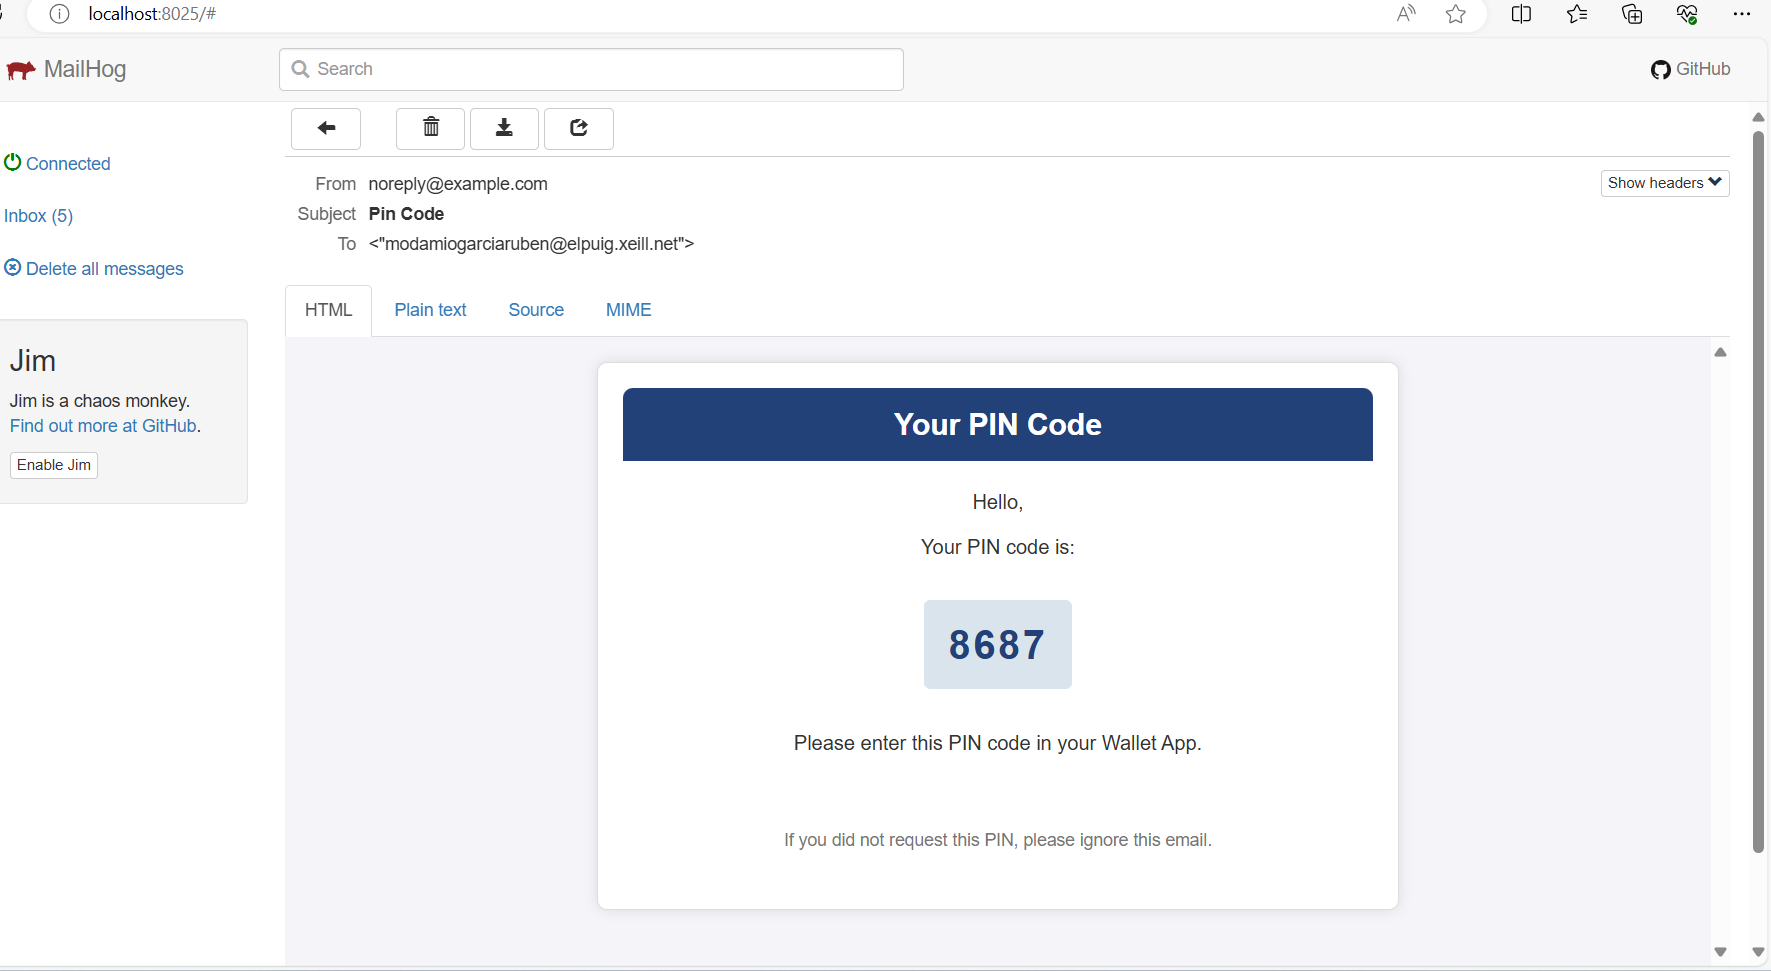 localhost:8025/#
MailHog
Search
GitHub
Connected
Inbox (5)
Delete all messages
Jim
Jim is a chaos monkey.
Find out more at GitHub.
Enable Jim
From noreply@example.com
Show headers
Subject Pin Code
To <"modamiogarciaruben@elpuig.xeill.net">
HTML Plain text Source MIME
Your PIN Code
Hello,
Your PIN code is:
8687
Please enter this PIN code in your Wallet App.
If you did not request this PIN, please ignore this email.